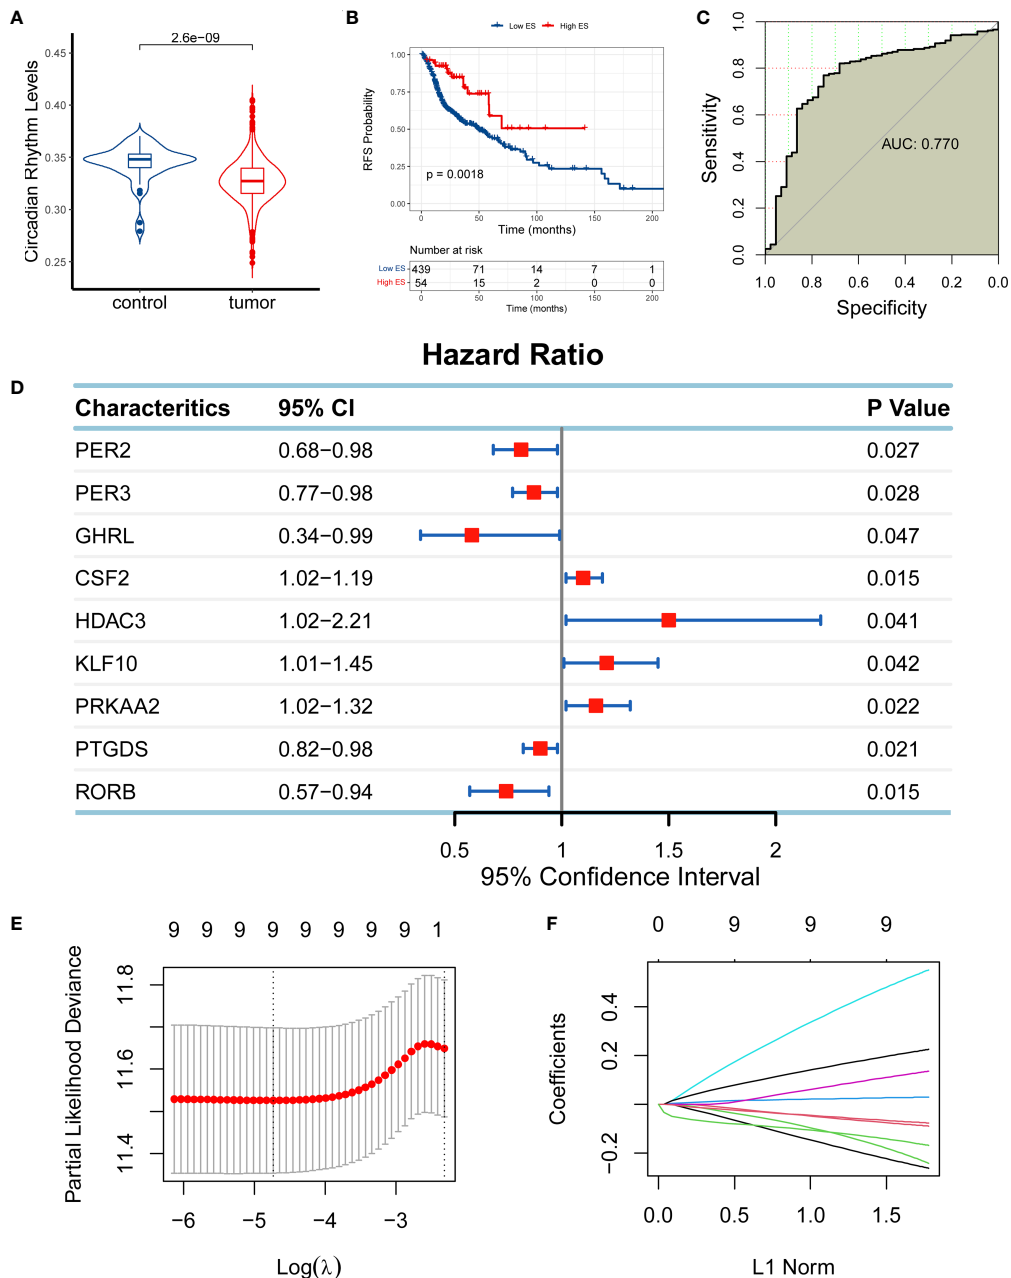 A
2.6e−09
Circadian Rhythm Levels
0.45
0.40
0.35
0.30
0.25
control
tumor
B
Low ES
High ES
RFS Probability
1.00
0.75
0.50
0.25
0.00
p = 0.0018
0
50
100
150
200
Time (months)
Number at risk
Low ES 439 71 14 7 1
High ES 54 15 2 0 0
0
50
100
150
200
Time (months)
C
Sensitivity
1.0
0.8
0.6
0.4
0.2
0.0
AUC: 0.770
1.0
0.8
0.6
0.4
0.2
0.0
Specificity
Hazard Ratio
D
Characteritics 95% CI P Value
PER2 0.68−0.98 0.027
PER3 0.77−0.98 0.028
GHRL 0.34−0.99 0.047
CSF2 1.02−1.19 0.015
HDAC3 1.02−2.21 0.041
KLF10 1.01−1.45 0.042
PRKAA2 1.02−1.32 0.022
PTGDS 0.82−0.98 0.021
RORB 0.57−0.94 0.015
0.5
1
1.5
2
95% Confidence Interval
E
9 9 9 9 9 9 9 9 1
Partial Likelihood Deviance
11.8
11.6
11.4
−6
−5
−4
−3
Log(λ)
F
0 9 9 9
Coefficients
0.4
0.2
−0.2
0.0
0.5
1.0
1.5
L1 Norm